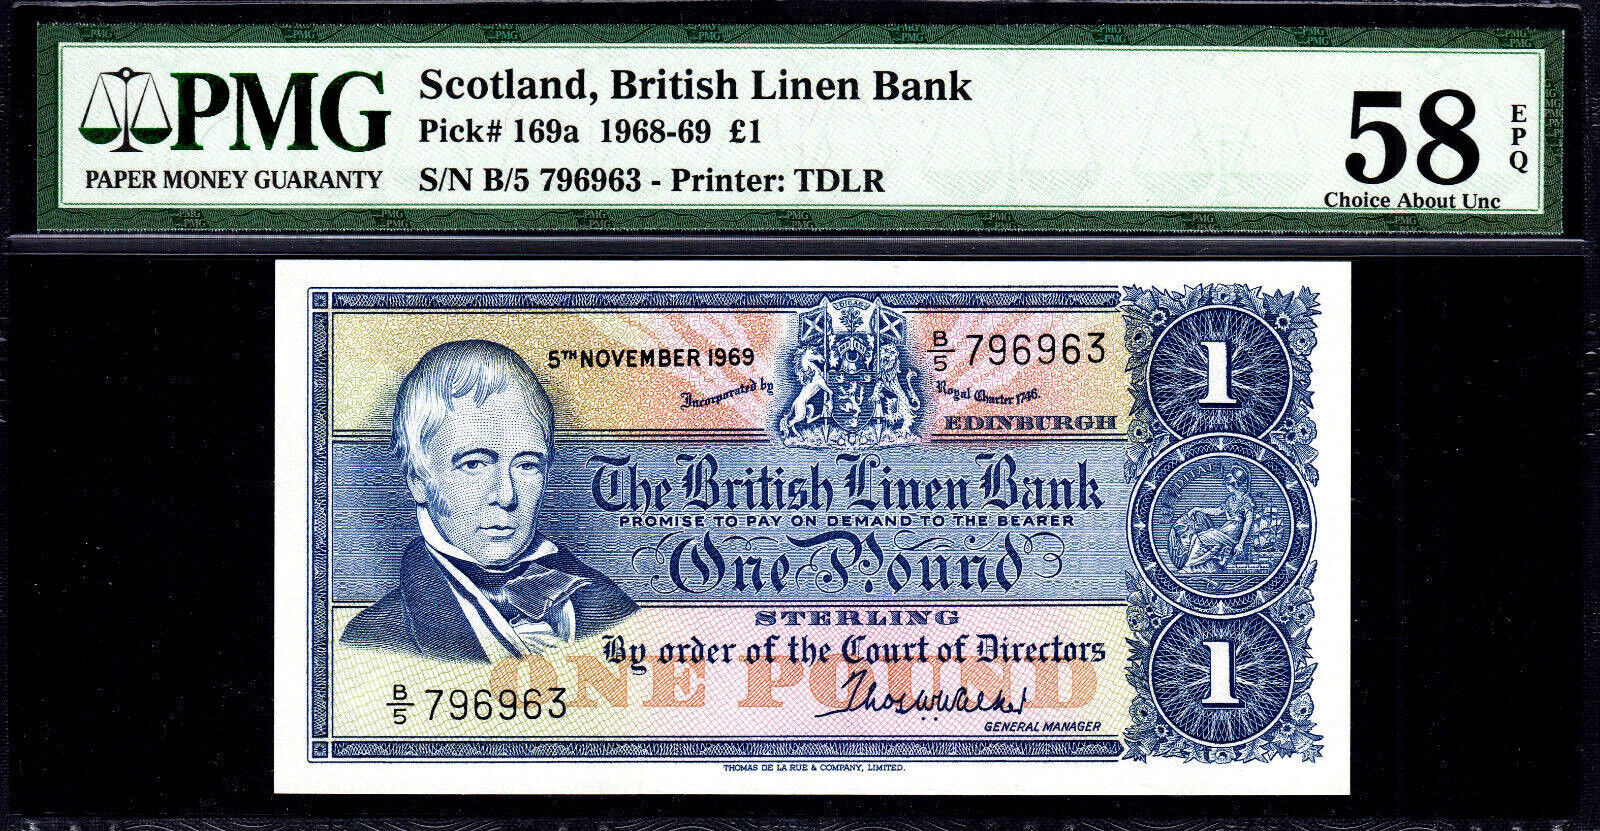 PMG
PAPER MONEY GUARANTY
Scotland, British Linen Bank
Pick# 169a 1968-69 £1
S/N B/5 796963 - Printer: TDLR
58
EPQ
Choice About Unc
5TH NOVEMBER 1969
B/5 796963
Incorporated by
Royal Charter 1746.
EDINBURGH
The British Linen Bank
PROMISE TO PAY ON DEMAND TO THE BEARER
One Pound
STERLING
By order of the Court of Directors
ONE POUND
B/5 796963
Thos W Walker
GENERAL MANAGER
1
1
THOMAS DE LA RUE & COMPANY, LIMITED.